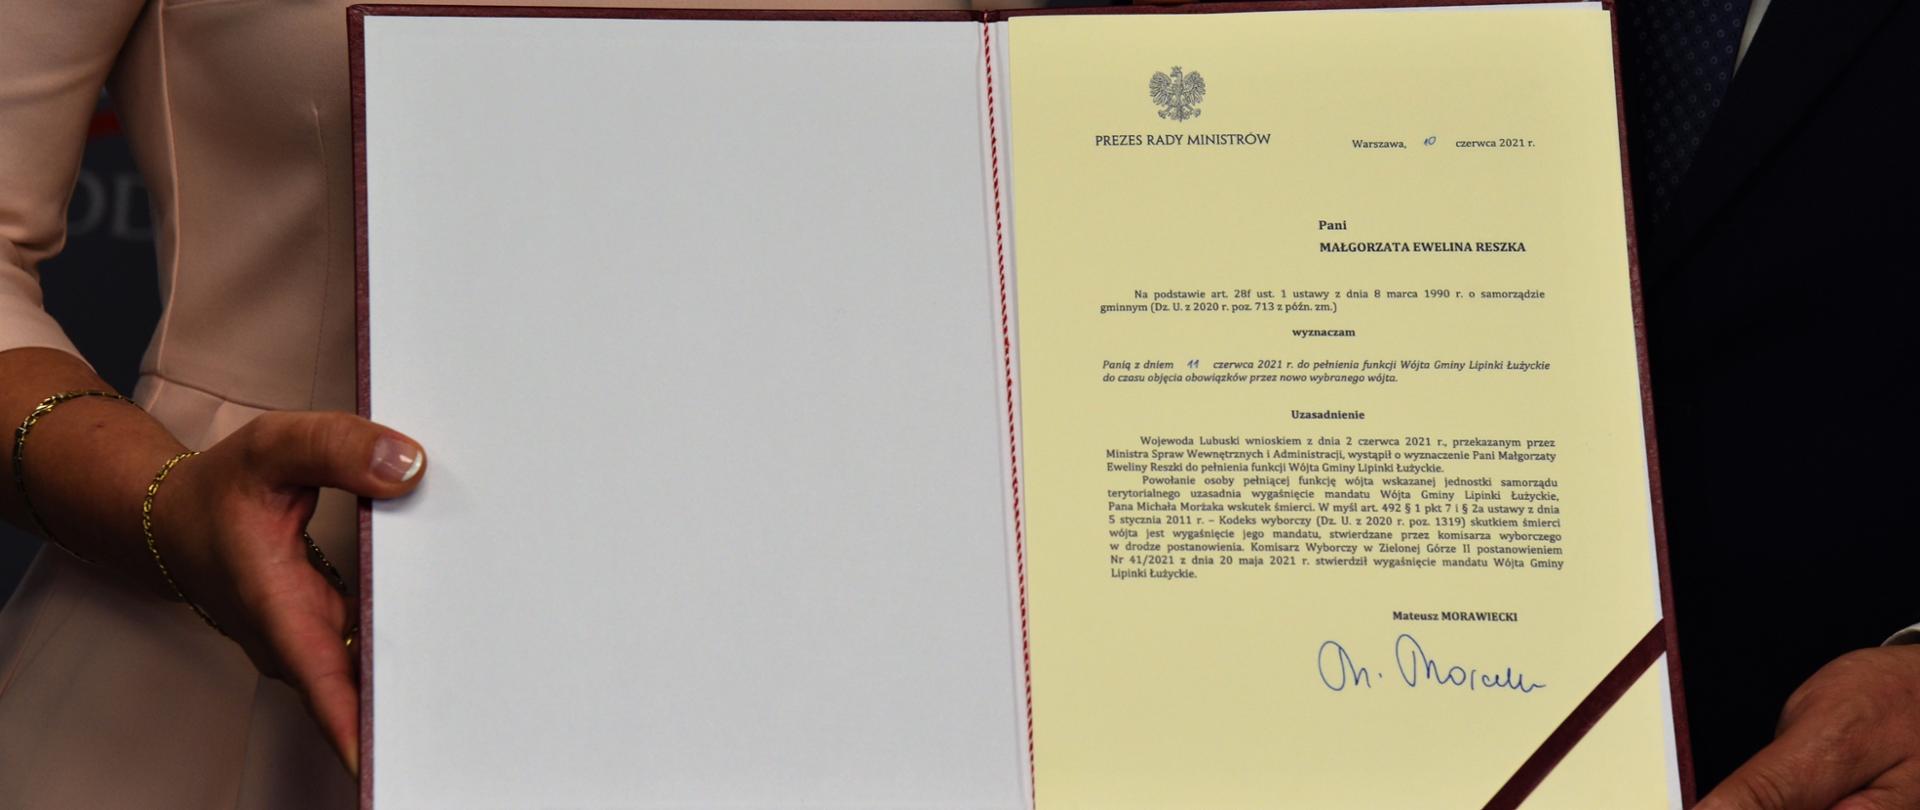 OD
PREZES RADY MINISTRÓW
Warszawa, 10 czerwca 2021 r.
Pani
MAŁGORZATA EWELINA RESZKA
Na podstawie art. 28f ust. 1 ustawy z dnia 8 marca 1990 r. o samorządzie
gminnym (Dz. U. z 2020 r. poz. 713 z późn. zm.)
wyznaczam
Panią z dniem 11 czerwca 2021 r. do pełnienia funkcji Wójta Gminy Lipinki Łużyckie
do czasu objęcia obowiązków przez nowo wybranego wójta.
Uzasadnienie
Wojewoda Lubuski wnioskiem z dnia 2 czerwca 2021 r., przekazanym przez
Ministra Spraw Wewnętrznych i Administracji, wystąpił o wyznaczenie Pani Małgorzaty
Eweliny Reszki do pełnienia funkcji Wójta Gminy Lipinki Łużyckie.
Powołanie osoby pełniącej funkcję wójta wskazanej jednostki samorządu
terytorialnego uzasadnia wygaśnięcie mandatu Wójta Gminy Lipinki Łużyckie,
Pana Michała Morżaka wskutek śmierci. W myśl art. 492 § 1 pkt 7 i § 2a ustawy z dnia
5 stycznia 2011 r. – Kodeks wyborczy (Dz. U. z 2020 r. poz. 1319) skutkiem śmierci
wójta jest wygaśnięcie jego mandatu, stwierdzane przez komisarza wyborczego
w drodze postanowienia. Komisarz Wyborczy w Zielonej Górze II postanowieniem
Nr 41/2021 z dnia 20 maja 2021 r. stwierdził wygaśnięcie mandatu Wójta Gminy
Lipinki Łużyckie.
Mateusz MORAWIECKI